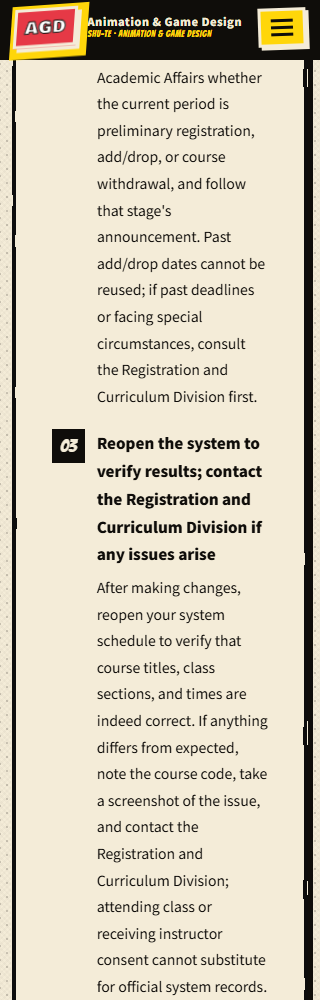 AGD
Animation & Game Design
SHU-TE · ANIMATION & GAME DESIGN
Academic Affairs whether
the current period is
preliminary registration,
add/drop, or course
withdrawal, and follow
that stage's
announcement. Past
add/drop dates cannot be
reused; if past deadlines
or facing special
circumstances, consult
the Registration and
Curriculum Division first.
03
Reopen the system to
verify results; contact
the Registration and
Curriculum Division if
any issues arise
After making changes,
reopen your system
schedule to verify that
course titles, class
sections, and times are
indeed correct. If anything
differs from expected,
note the course code, take
a screenshot of the issue,
and contact the
Registration and
Curriculum Division;
attending class or
receiving instructor
consent cannot substitute
for official system records.